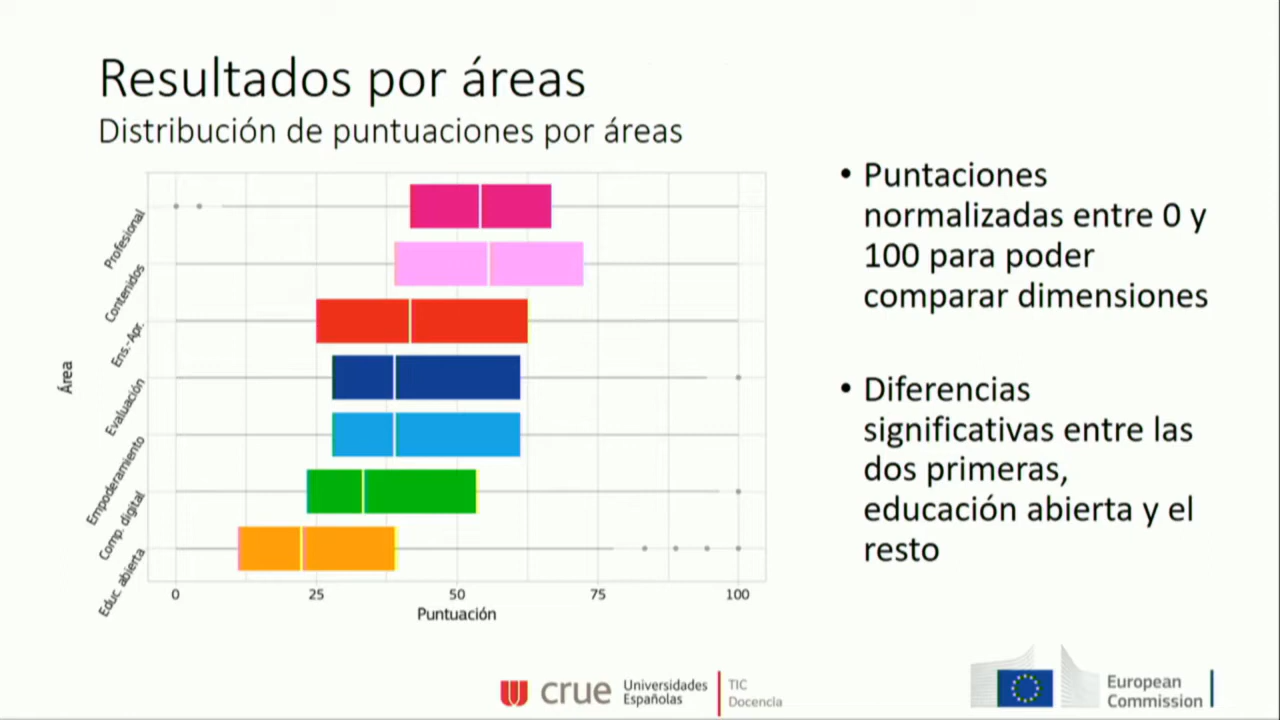 Resultados por áreas
Distribución de puntuaciones por áreas
Área
Profesional
Contenidos
Ens.-Apr.
Evaluación
Empoderamiento
Comp. digital
Educ. abierta
0
25
50
75
100
Puntuación
• Puntaciones
normalizadas entre 0 y
100 para poder
comparar dimensiones
• Diferencias
significativas entre las
dos primeras,
educación abierta y el
resto
crue
Universidades
Españolas
TIC
Docencia
European
Commission